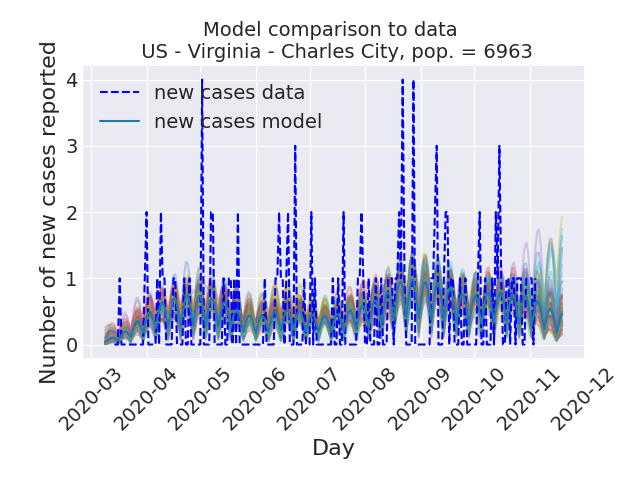 Model comparison to data
US - Virginia - Charles City, pop. = 6963
Number of new cases reported
4
3
2
1
0
new cases data
new cases model
2020-03
2020-04
2020-05
2020-06
2020-07
2020-08
2020-09
2020-10
2020-11
2020-12
Day